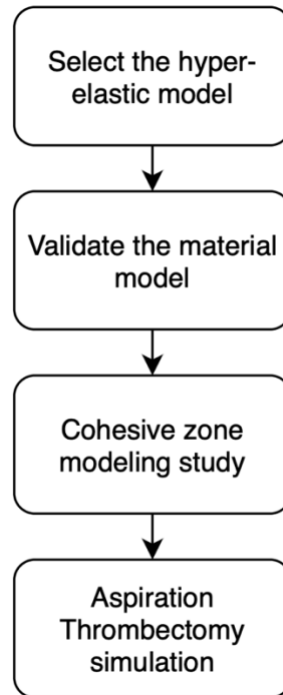 Select the hyper-
elastic model
Validate the material
model
Cohesive zone
modeling study
Aspiration
Thrombectomy
simulation